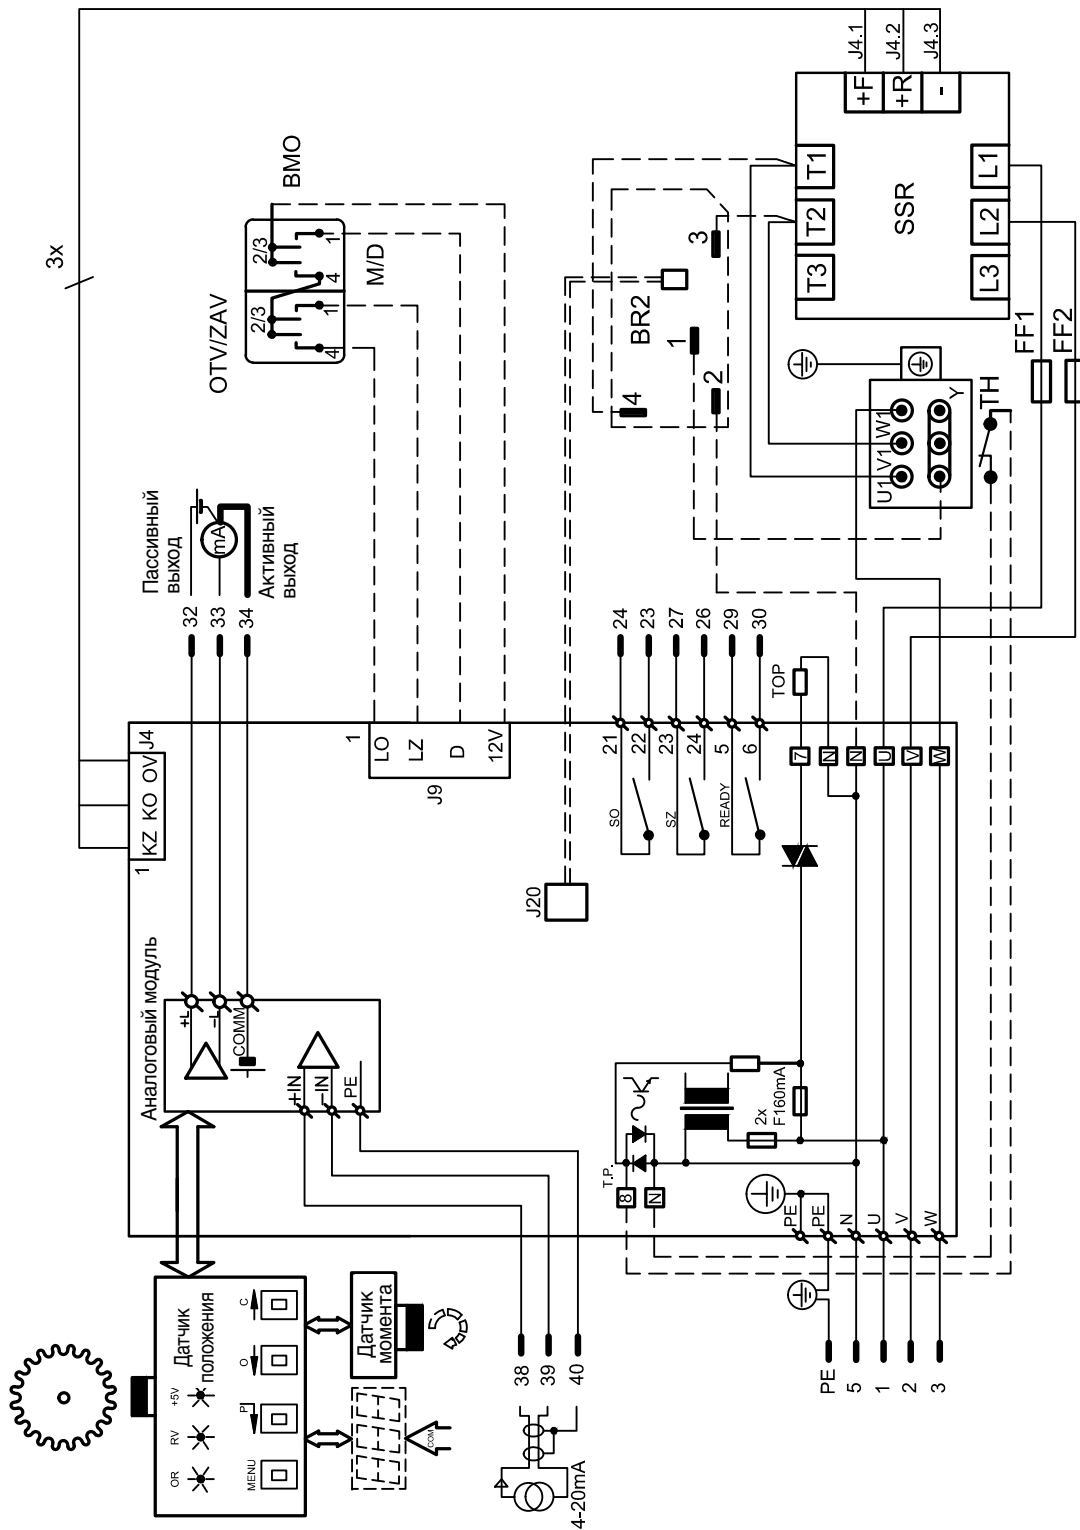 3x
BMO
OTV/ZAV
M/D
2/3
1
4
2/3
1
4
J4.1
J4.2
J4.3
+F
+R
-
T1
T2
T3
SSR
L1
L2
L3
FF1
FF2
BR2
1
2
3
4
TH
U1
V1
W1
Y
Пассивный
выход
Активный
выход
mA
32
33
34
1
KZ KO OV
J4
Аналоговый модуль
+L
-L
COMM
+IN
-IN
PE
1
LO
LZ
D
12V
J9
J20
21
22
23
24
5
6
24
23
27
26
29
30
SO
SZ
READY
TOP
7
N
N
U
V
W
2x
F160mA
T.P.
8
N
PE
PE
N
U
V
W
PE
5
1
2
3
Датчик
положения
+5V
RV
OR
MENU
P
O
C
Датчик
момента
COM
38
39
40
4-20mA